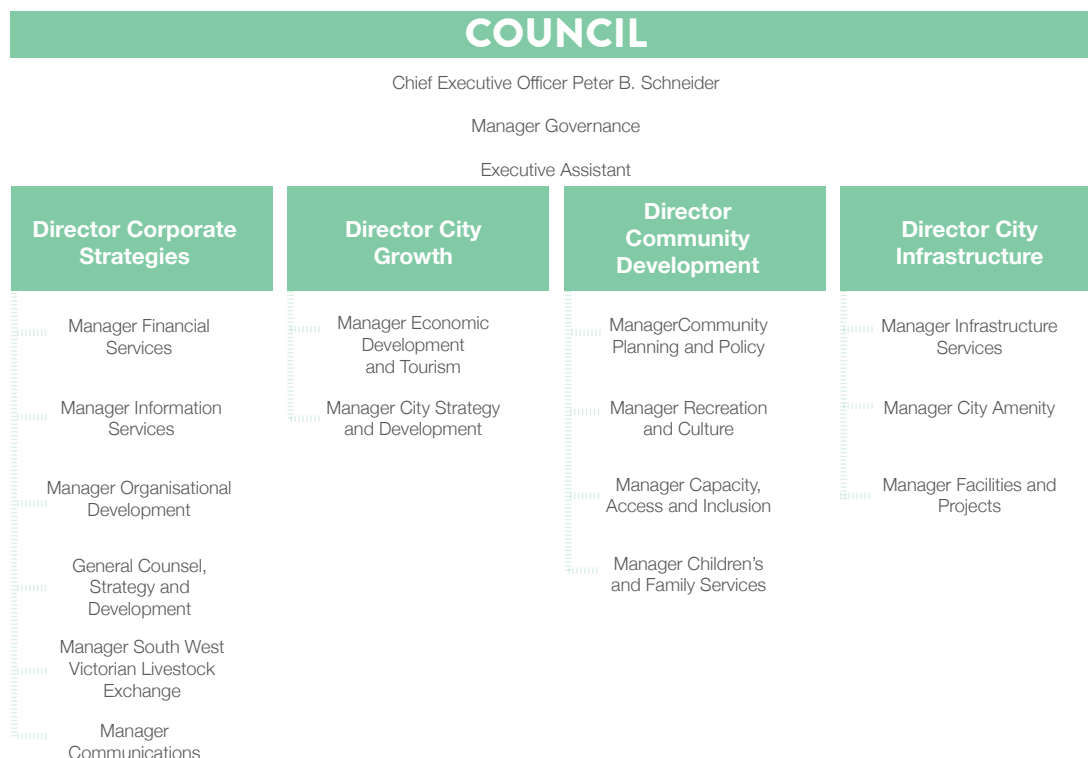 COUNCIL
Chief Executive Officer Peter B. Schneider
Manager Governance
Executive Assistant
Director Corporate
Strategies
Manager Financial
Services
Manager Information
Services
Manager Organisational
Development
General Counsel,
Strategy and
Development
Manager South West
Victorian Livestock
Exchange
Manager
Communications
Director City
Growth
Manager Economic
Development
and Tourism
Manager City Strategy
and Development
Director
Community
Development
ManagerCommunity
Planning and Policy
Manager Recreation
and Culture
Manager Capacity,
Access and Inclusion
Manager Children’s
and Family Services
Director City
Infrastructure
Manager Infrastructure
Services
Manager City Amenity
Manager Facilities and
Projects